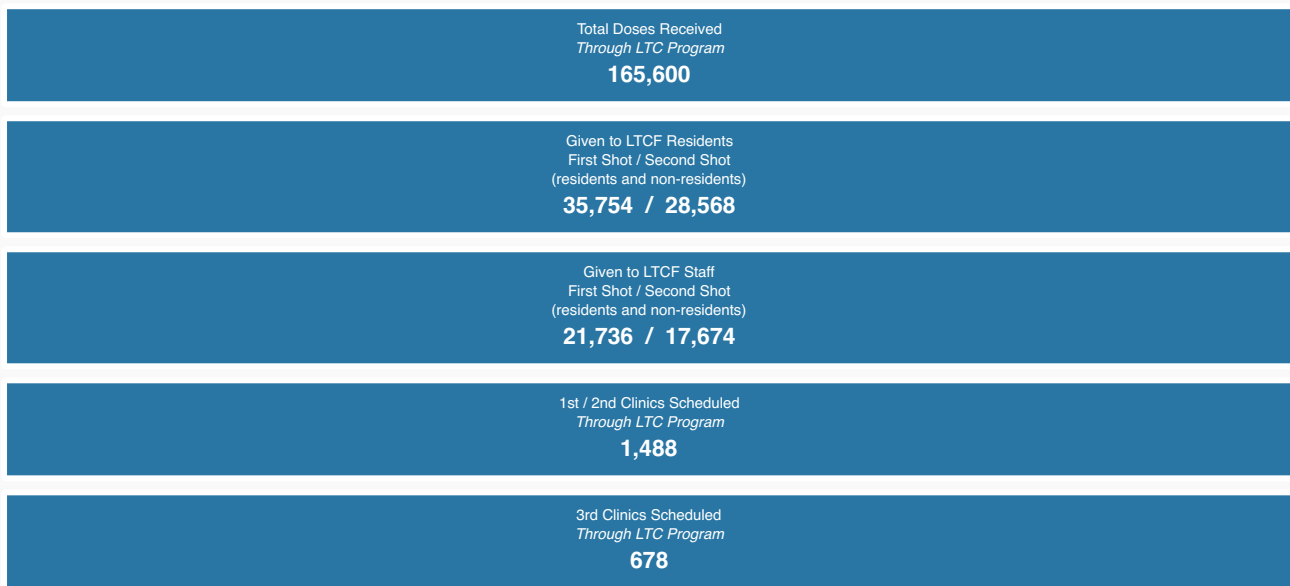 Total Doses Received
Through LTC Program
165,600
Given to LTCF Residents
First Shot / Second Shot
(residents and non-residents)
35,754 / 28,568
Given to LTCF Staff
First Shot / Second Shot
(residents and non-residents)
21,736 / 17,674
1st / 2nd Clinics Scheduled
Through LTC Program
1,488
3rd Clinics Scheduled
Through LTC Program
678